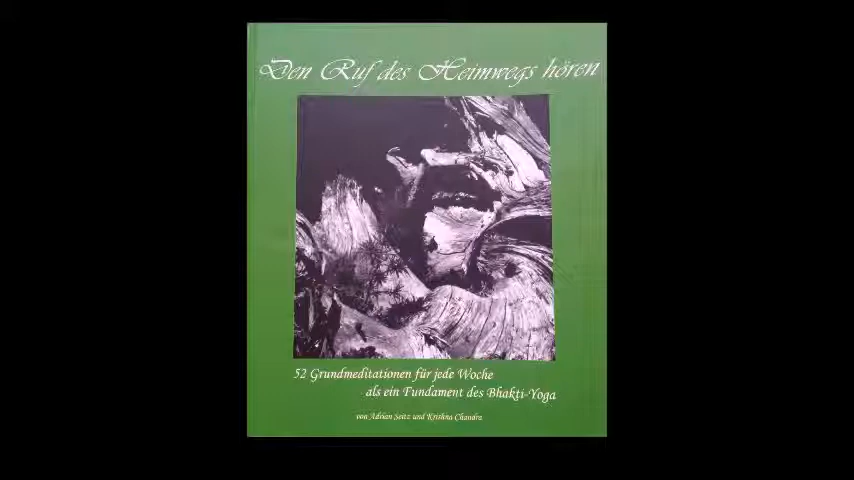 Den Ruf des Heimwegs hören
52 Grundmeditationen für jede Woche
als ein Fundament des Bhakti-Yoga
von Adrian Seitz und Krishna Chandra